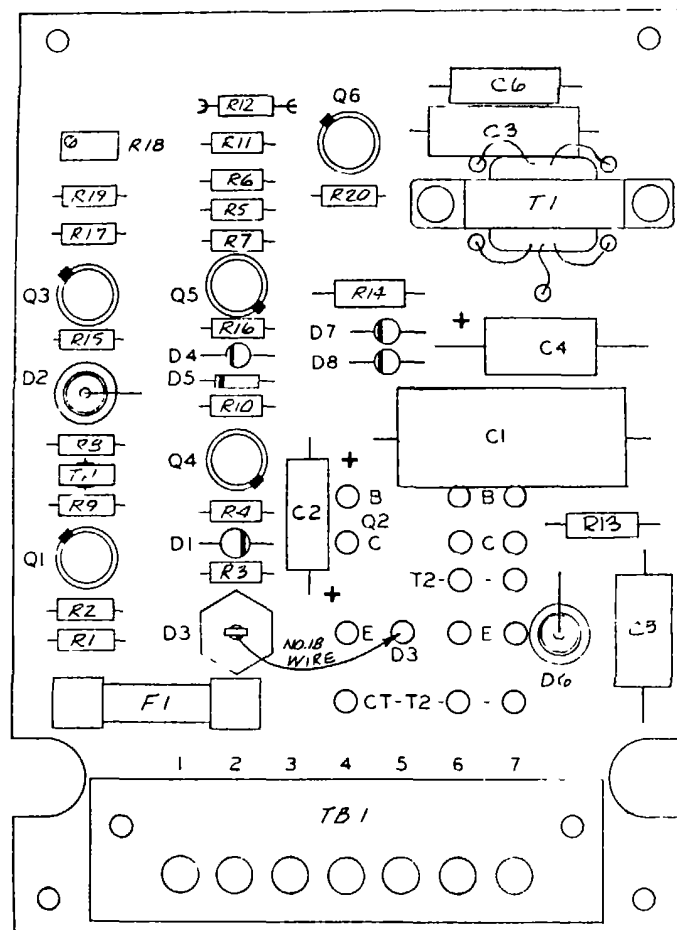 C6
Q6
R12
C3
R11
R18
R6
R19
R20
T1
R5
R17
R7
Q3
Q5
R14
R16
D7
+
R15
D4
D8
C4
D2
D5
R10
C1
R8
Q4
+
R9
B
B
C2
Q2
R4
R13
Q1
D1
C
C
R3
T2-
-
+
R2
D3
E
E
C5
R1
NO.18
WIRE
D3
D6
F1
CT-T2-
-
1 2 3 4 5 6 7
TB1